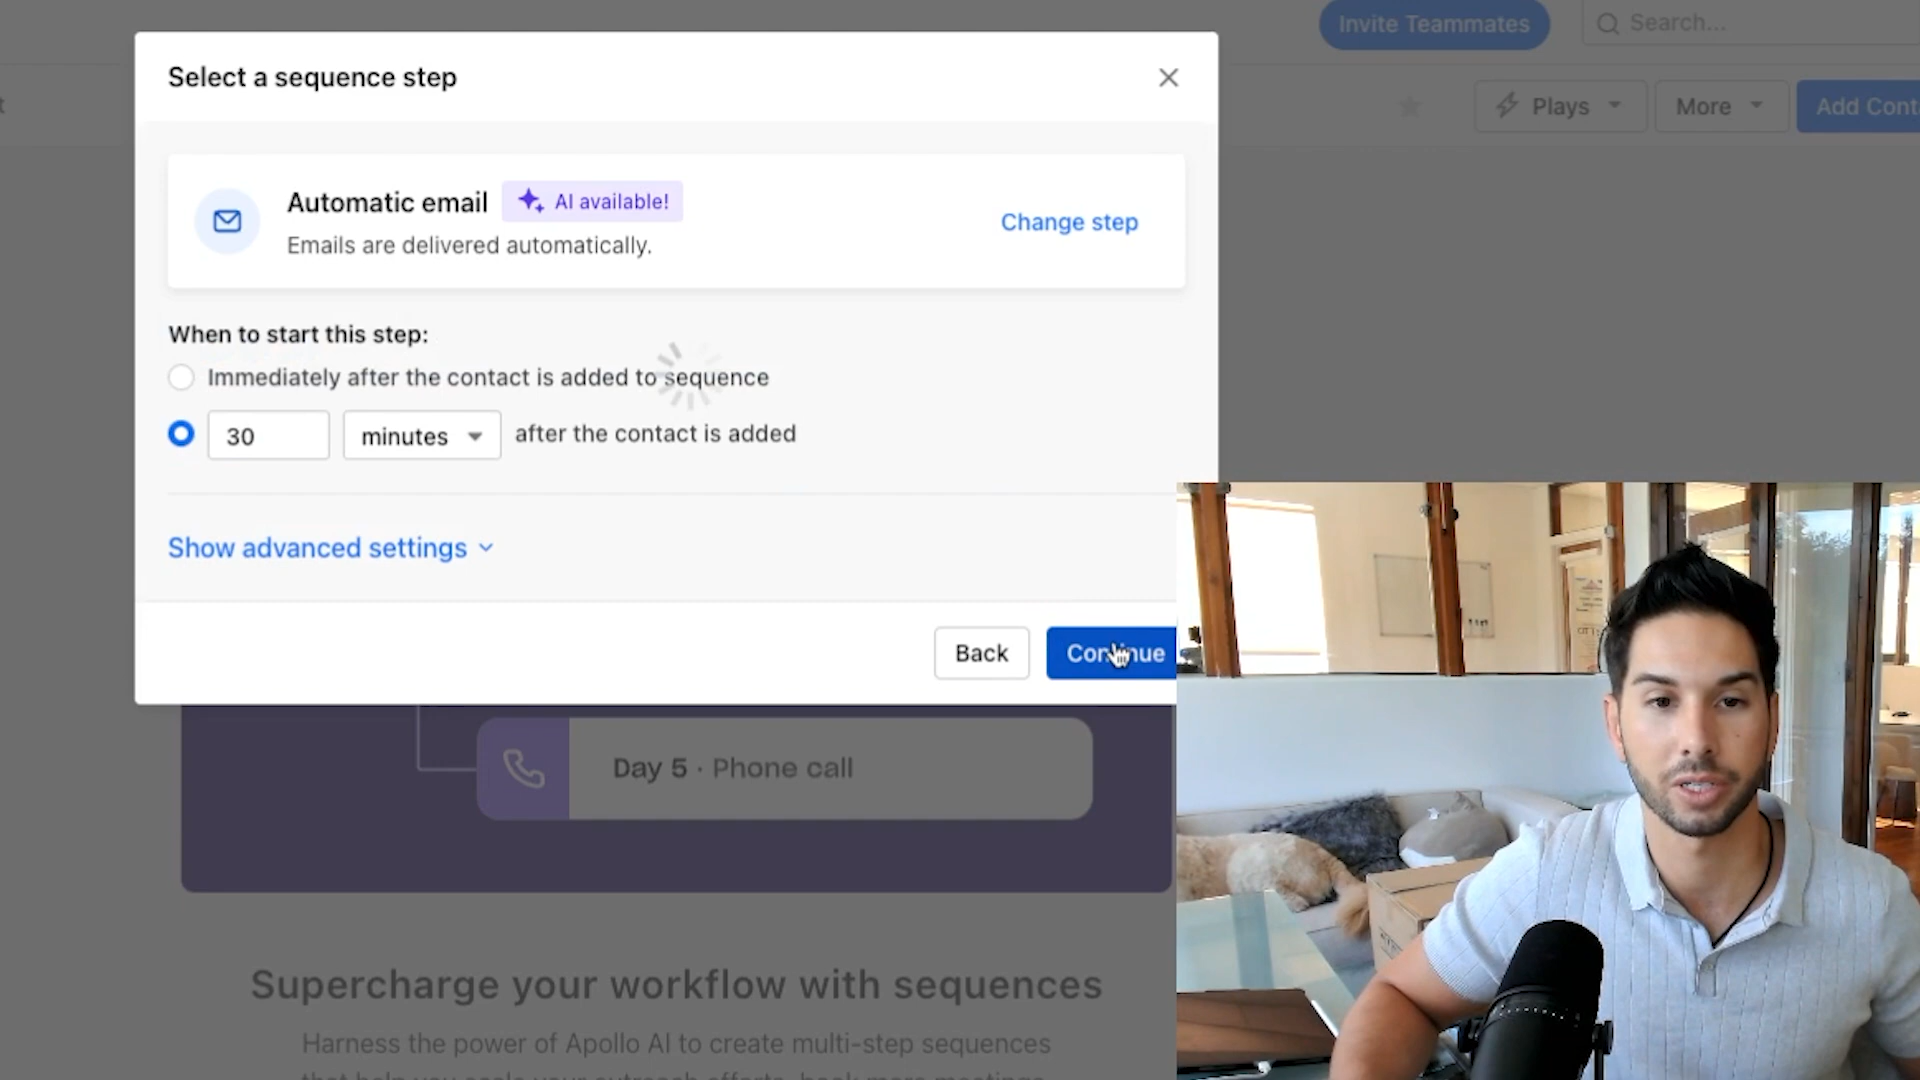 Invite Teammates
Search...
Select a sequence step
Plays
More
Add Cont
Automatic email
AI available!
Emails are delivered automatically.
Change step
When to start this step:
Immediately after the contact is added to sequence
30
minutes
after the contact is added
Show advanced settings
Back
Continue
Day 5 · Phone call
Supercharge your workflow with sequences
Harness the power of Apollo AI to create multi-step sequences